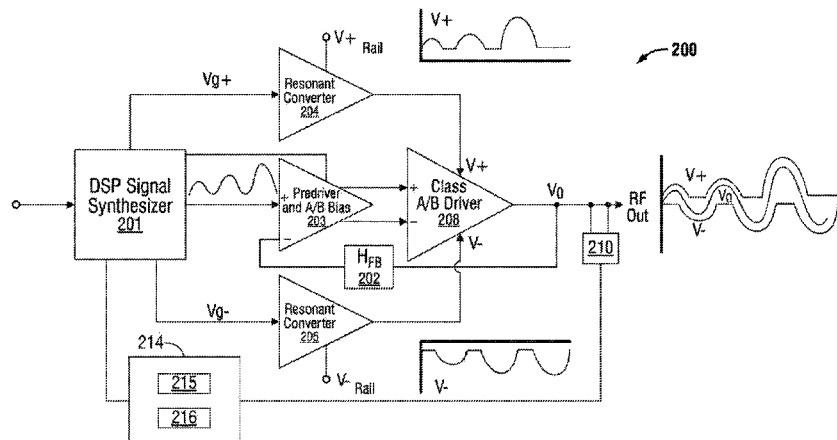 V+
200
V+ Rail
Resonant
Converter
204
Vg+
V+
DSP Signal
Synthesizer
201
+
Predriver
and A/B Bias
203
−
+
−
Class
A/B Driver
208
V0
RF
Out
V+
V0
V-
V-
HFB
202
210
Vg-
Resonant
Converter
206
V- Rail
V-
214
215
216